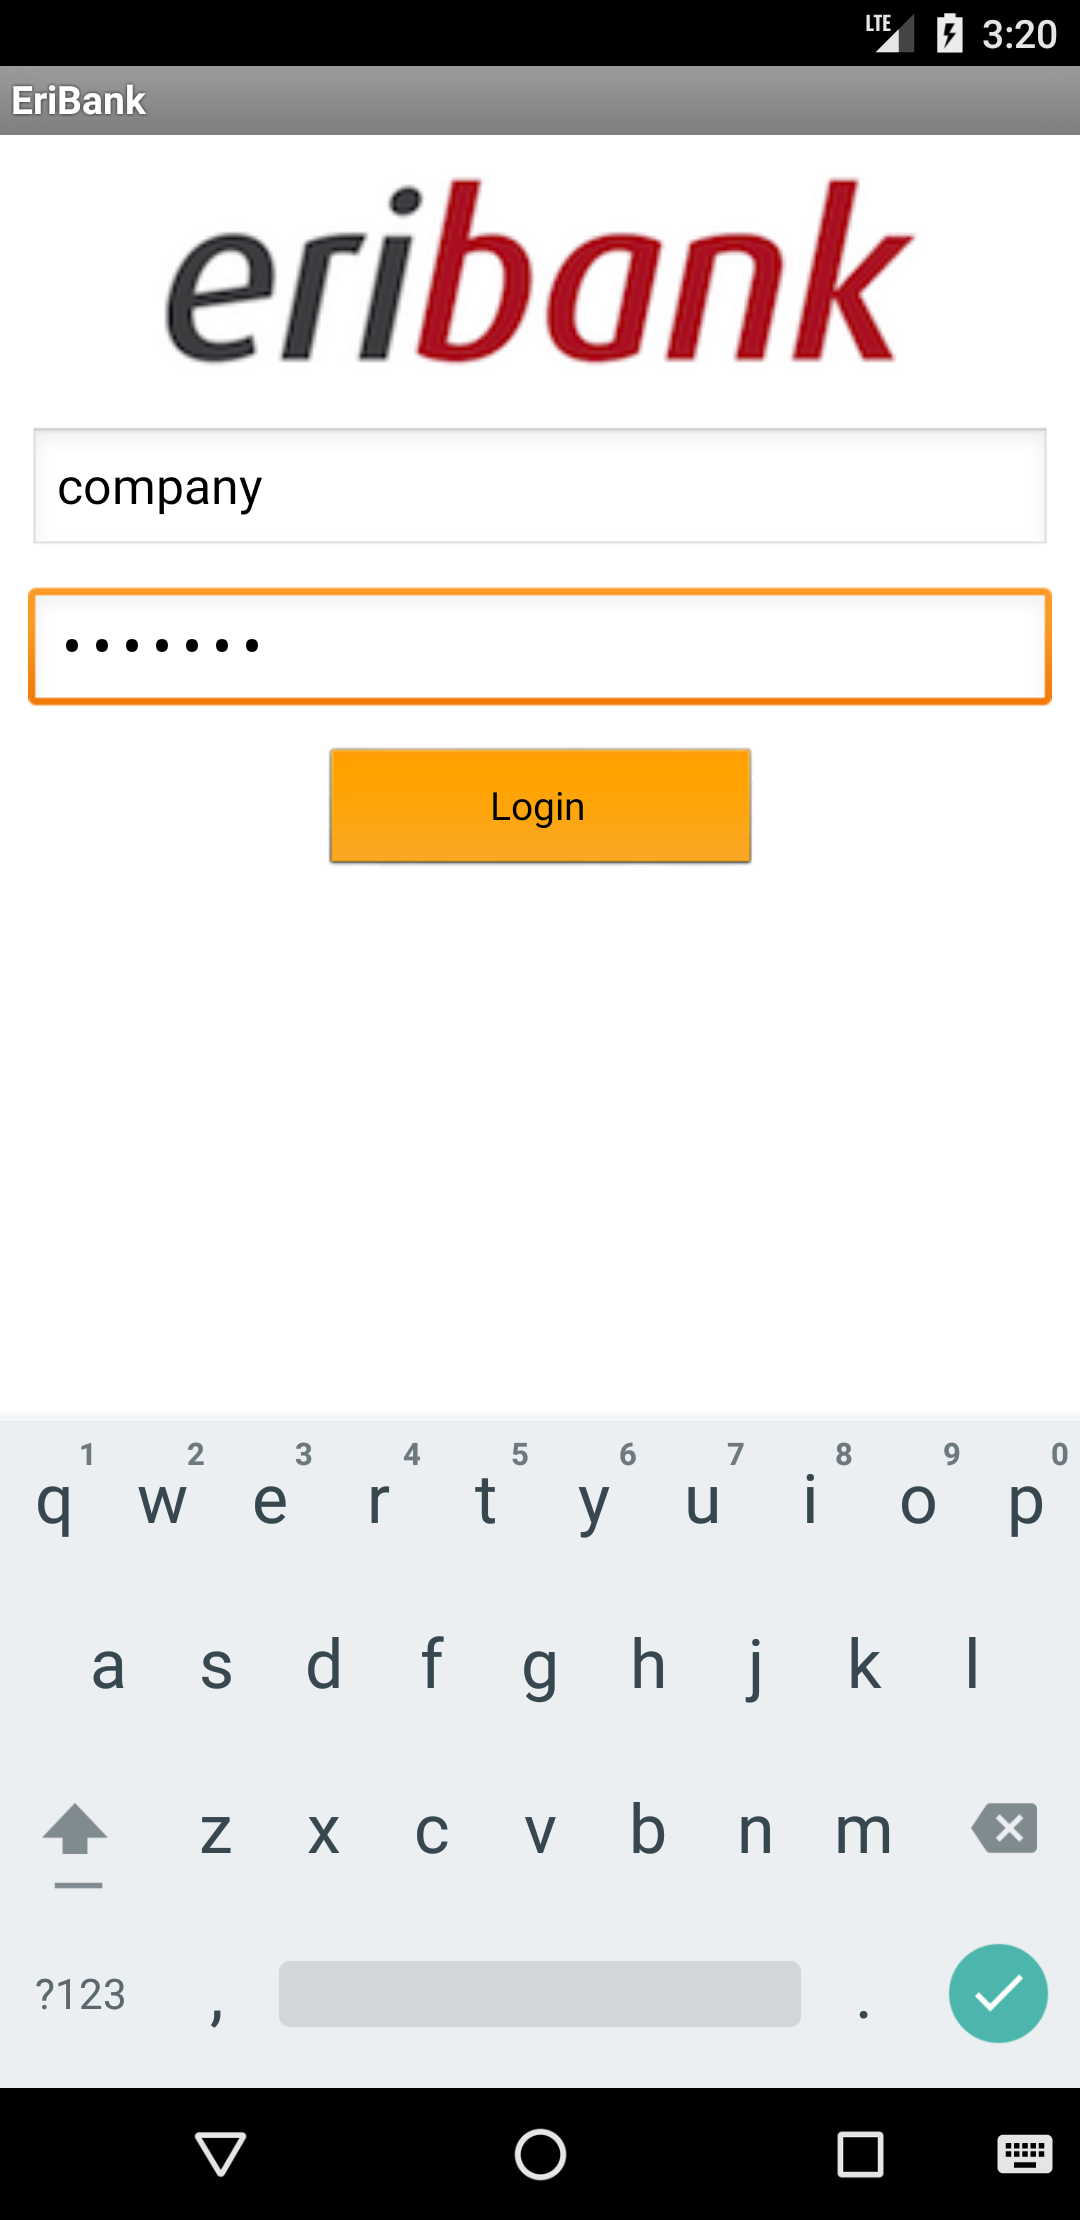 LTE 3:20
EriBank
eribank
company
•••••••
Login
1 2 3 4 5 6 7 8 9 0
q w e r t y u i o p
a s d f g h j k l
z x c v b n m
?123 , .